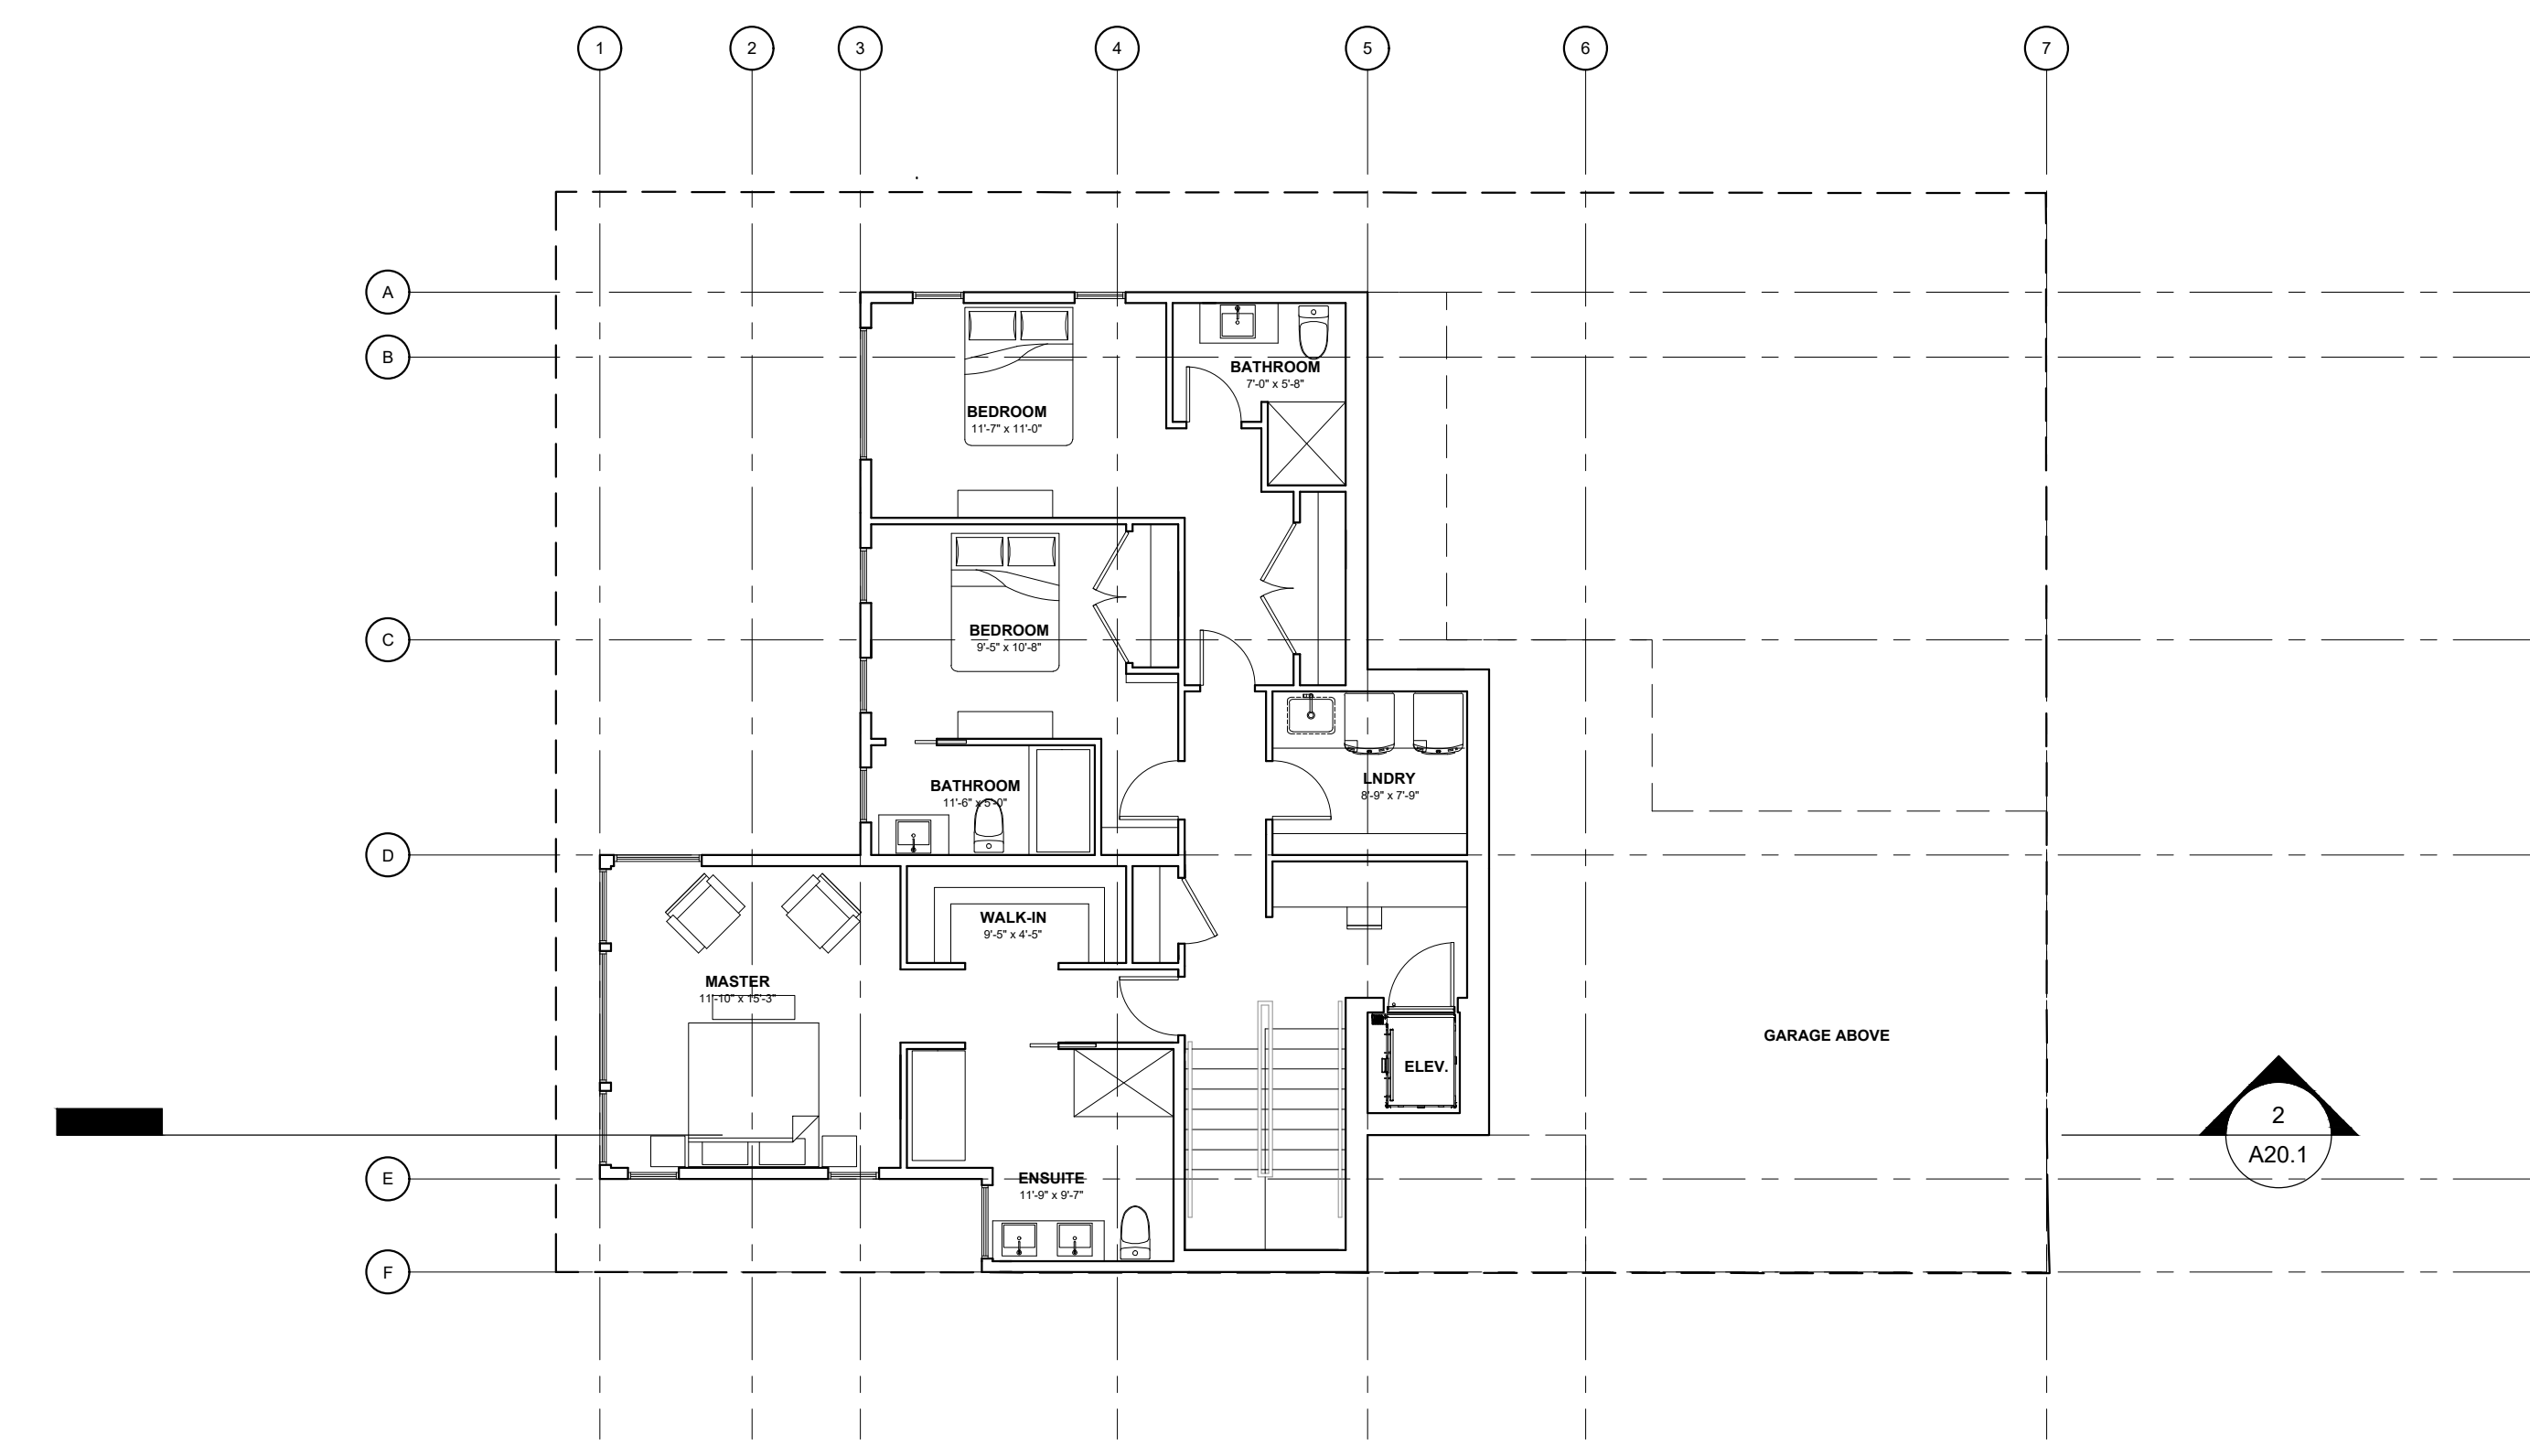 1
2
3
4
5
6
7
A
B
BATHROOM
7'-0" x 5'-8"
BEDROOM
11'-7" x 11'-0"
BEDROOM
9'-5" x 10'-8"
C
BATHROOM
11'-6" x 5'-0"
LNDRY
8'-9" x 7'-9"
D
WALK-IN
9'-5" x 4'-5"
MASTER
11'-10" x 15'-3"
GARAGE ABOVE
ELEV.
2
A20.1
E
ENSUITE
11'-9" x 9'-7"
F